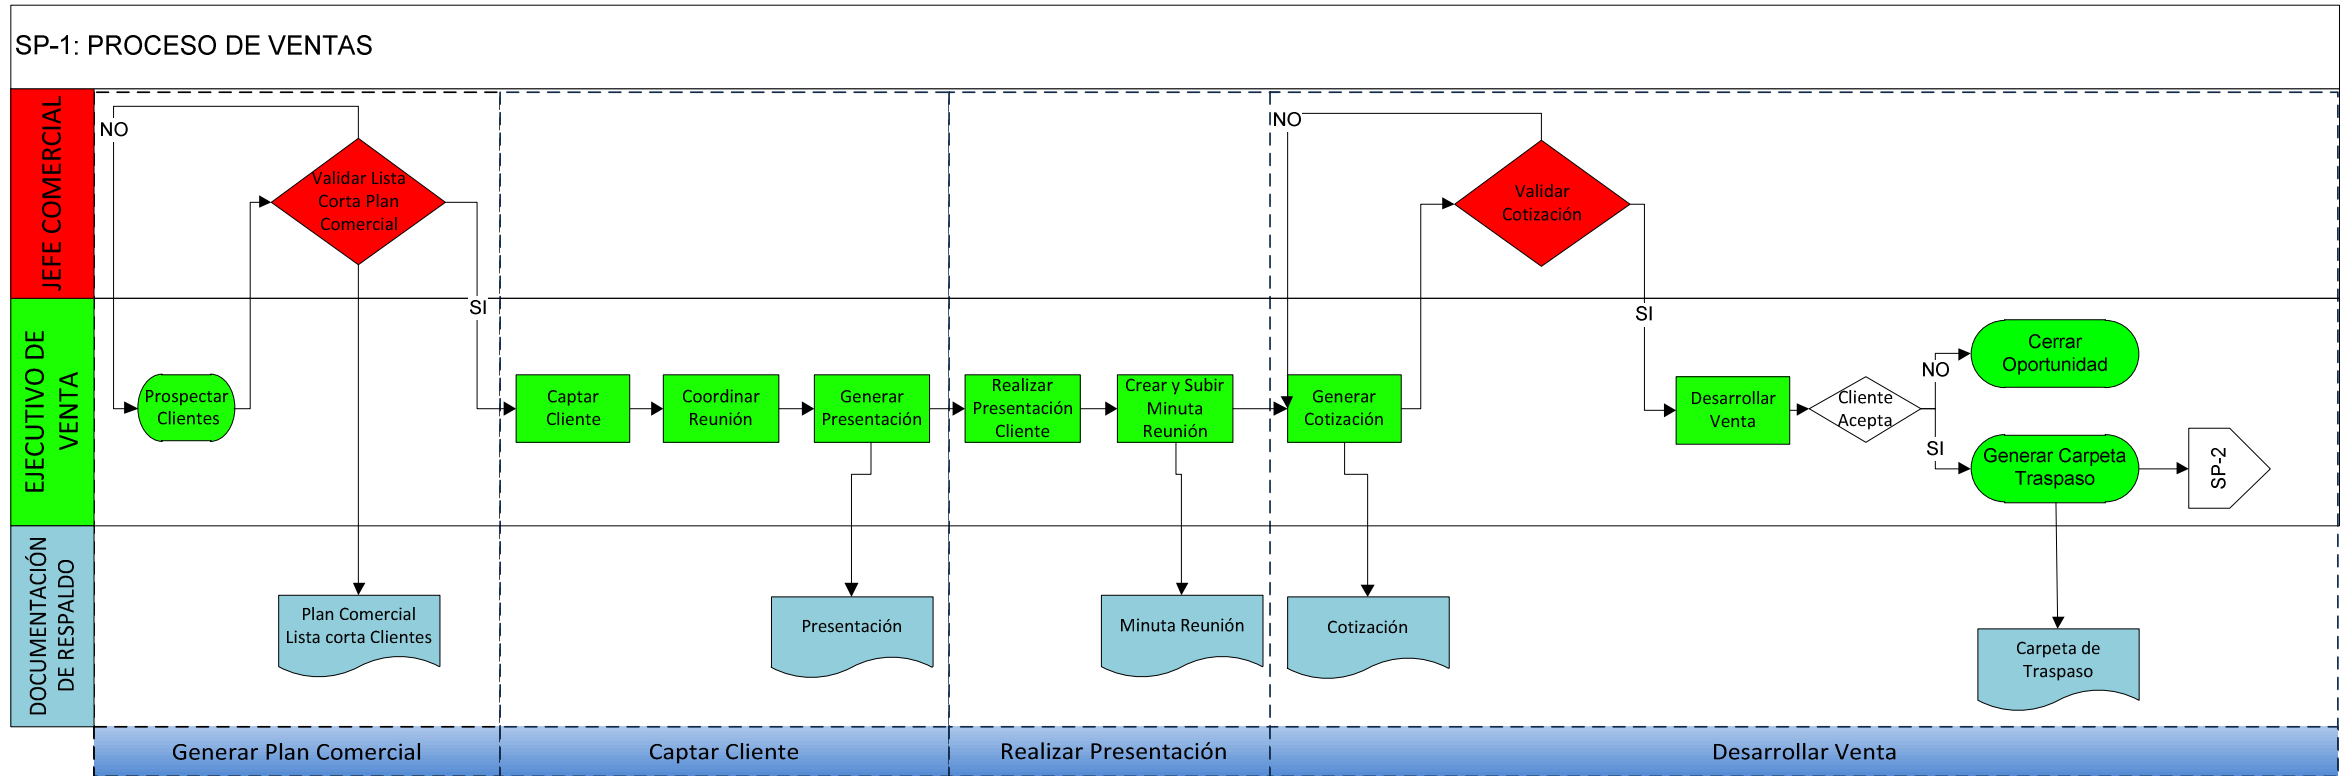 SP-1: PROCESO DE VENTAS
JEFE COMERCIAL
NO
Validar Lista
Corta Plan
Comercial
SI
NO
Validar
Cotización
SI
EJECUTIVO DE
VENTA
Prospectar
Clientes
Captar
Cliente
Coordinar
Reunión
Generar
Presentación
Realizar
Presentación
Cliente
Crear y Subir
Minuta
Reunión
Generar
Cotización
Desarrollar
Venta
Cliente
Acepta
NO
Cerrar
Oportunidad
SI
Generar Carpeta
Traspaso
SP-2
DOCUMENTACIÓN
DE RESPALDO
Plan Comercial
Lista corta Clientes
Presentación
Minuta Reunión
Cotización
Carpeta de
Traspaso
Generar Plan Comercial
Captar Cliente
Realizar Presentación
Desarrollar Venta